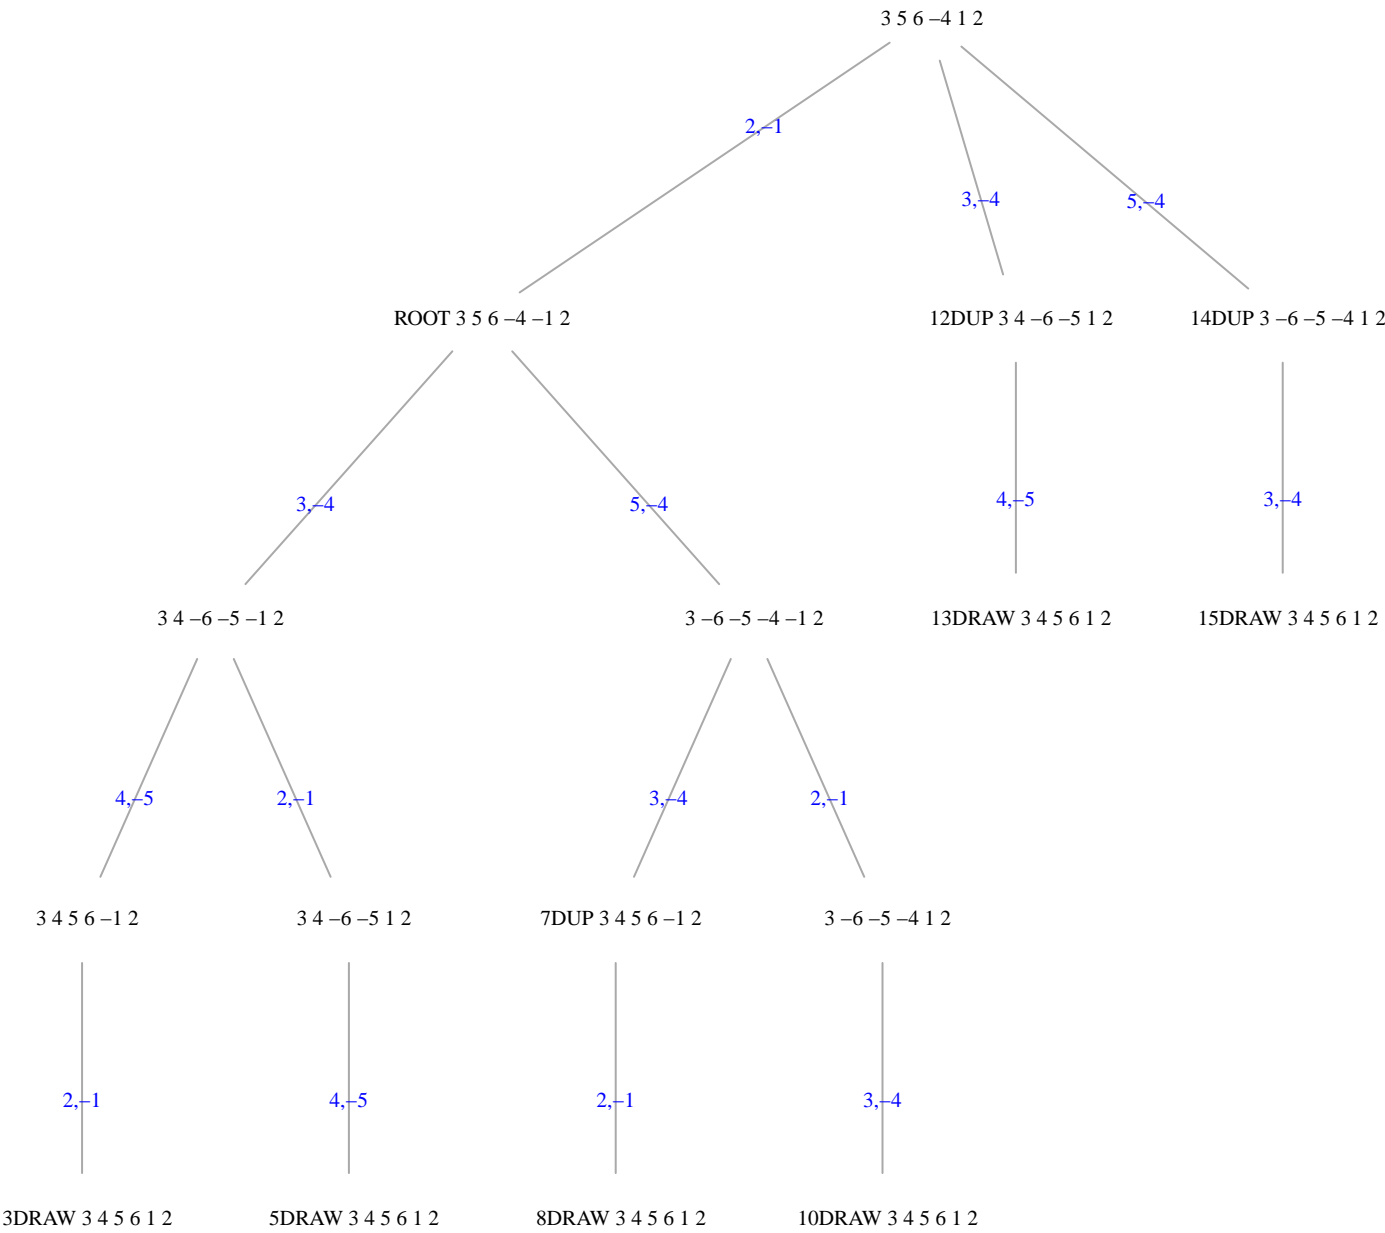 3 5 6 –4 1 2
2,–1
3,–4
5,–4
ROOT 3 5 6 –4 –1 2
12DUP 3 4 –6 –5 1 2
14DUP 3 –6 –5 –4 1 2
3,–4
5,–4
4,–5
3,–4
3 4 –6 –5 –1 2
3 –6 –5 –4 –1 2
13DRAW 3 4 5 6 1 2
15DRAW 3 4 5 6 1 2
4,–5
2,–1
3,–4
2,–1
3 4 5 6 –1 2
3 4 –6 –5 1 2
7DUP 3 4 5 6 –1 2
3 –6 –5 –4 1 2
2,–1
4,–5
2,–1
3,–4
3DRAW 3 4 5 6 1 2
5DRAW 3 4 5 6 1 2
8DRAW 3 4 5 6 1 2
10DRAW 3 4 5 6 1 2